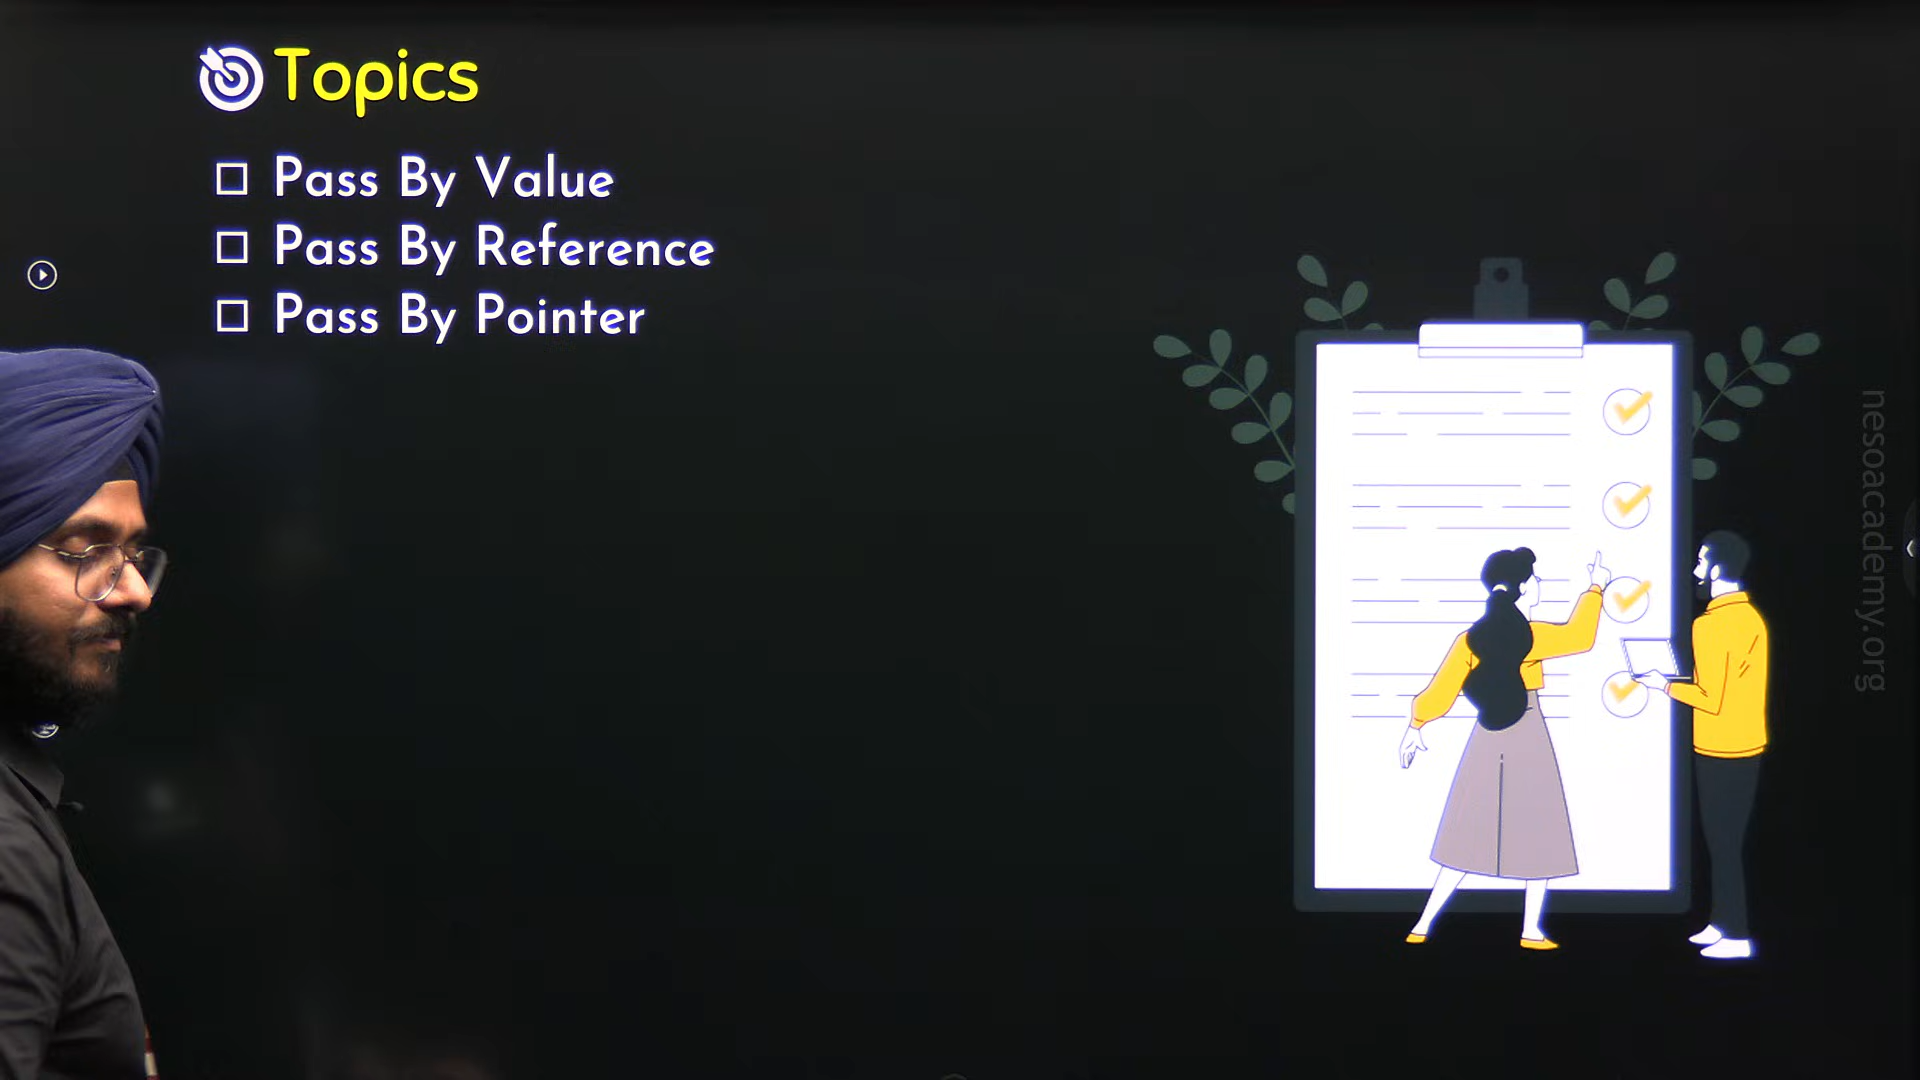 Topics
Pass By Value
Pass By Reference
Pass By Pointer
nesoacademy.org